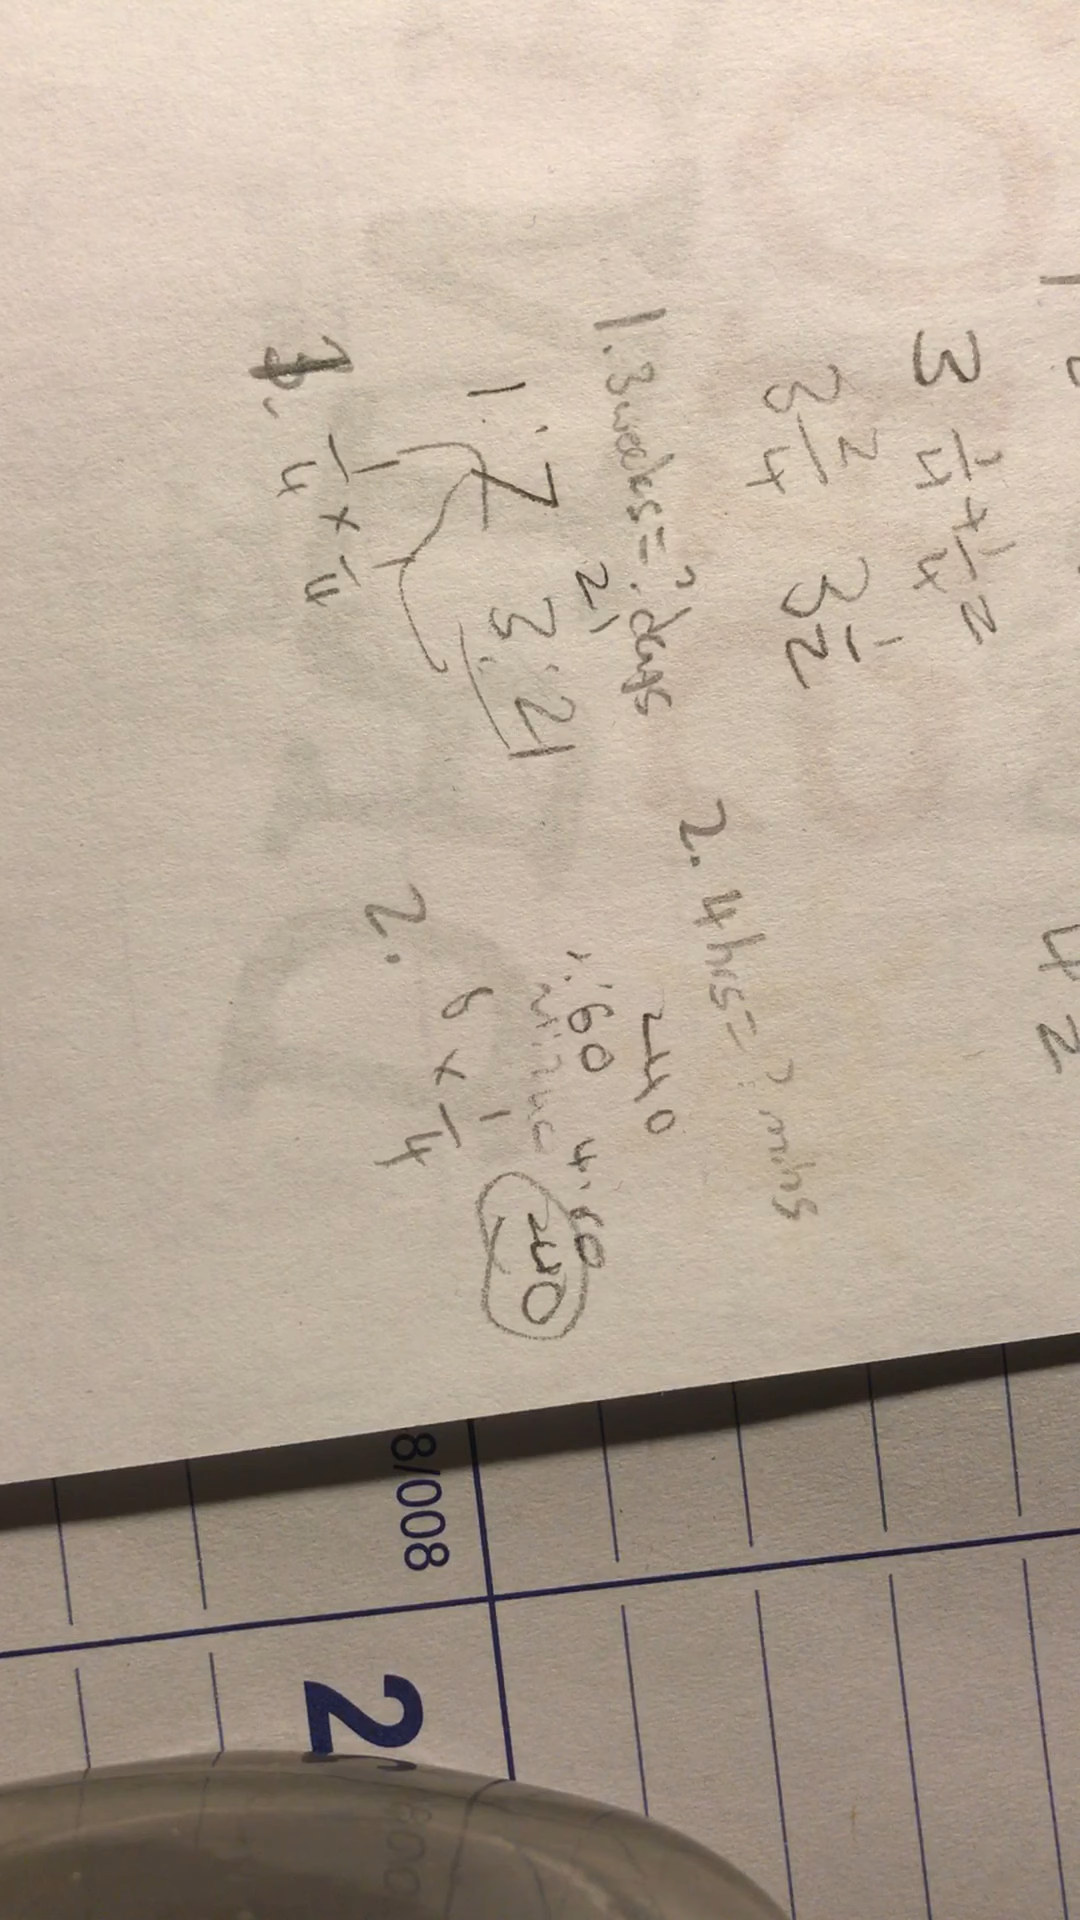 4 2
3 1/4 + 1/4 2
3 2/4 3 1/2
1. 3 weeks = ? days
21
1:7 3:21
2. 4 hrs = ? mins
240
1:60 4:60
240
1/4 x 1/4
2. 8 x 1/4
8/008
2